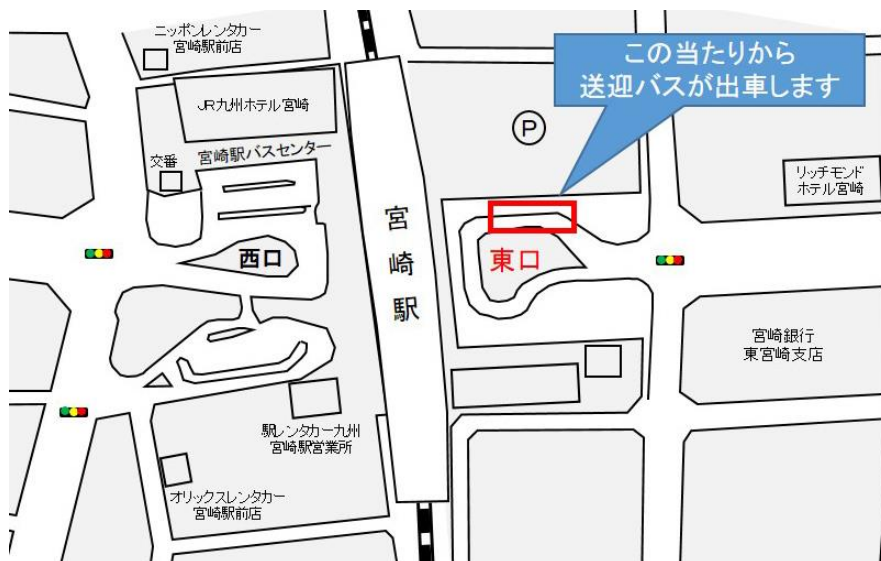 ニッポンレンタカー
宮崎駅前店
この当たりから
送迎バスが出車します
JR九州ホテル宮崎
P
交番
宮崎駅バスセンター
リッチモンド
ホテル宮崎
宮崎駅
西口
東口
宮崎銀行
東宮崎支店
駅レンタカー九州
宮崎駅営業所
オリックスレンタカー
宮崎駅前店